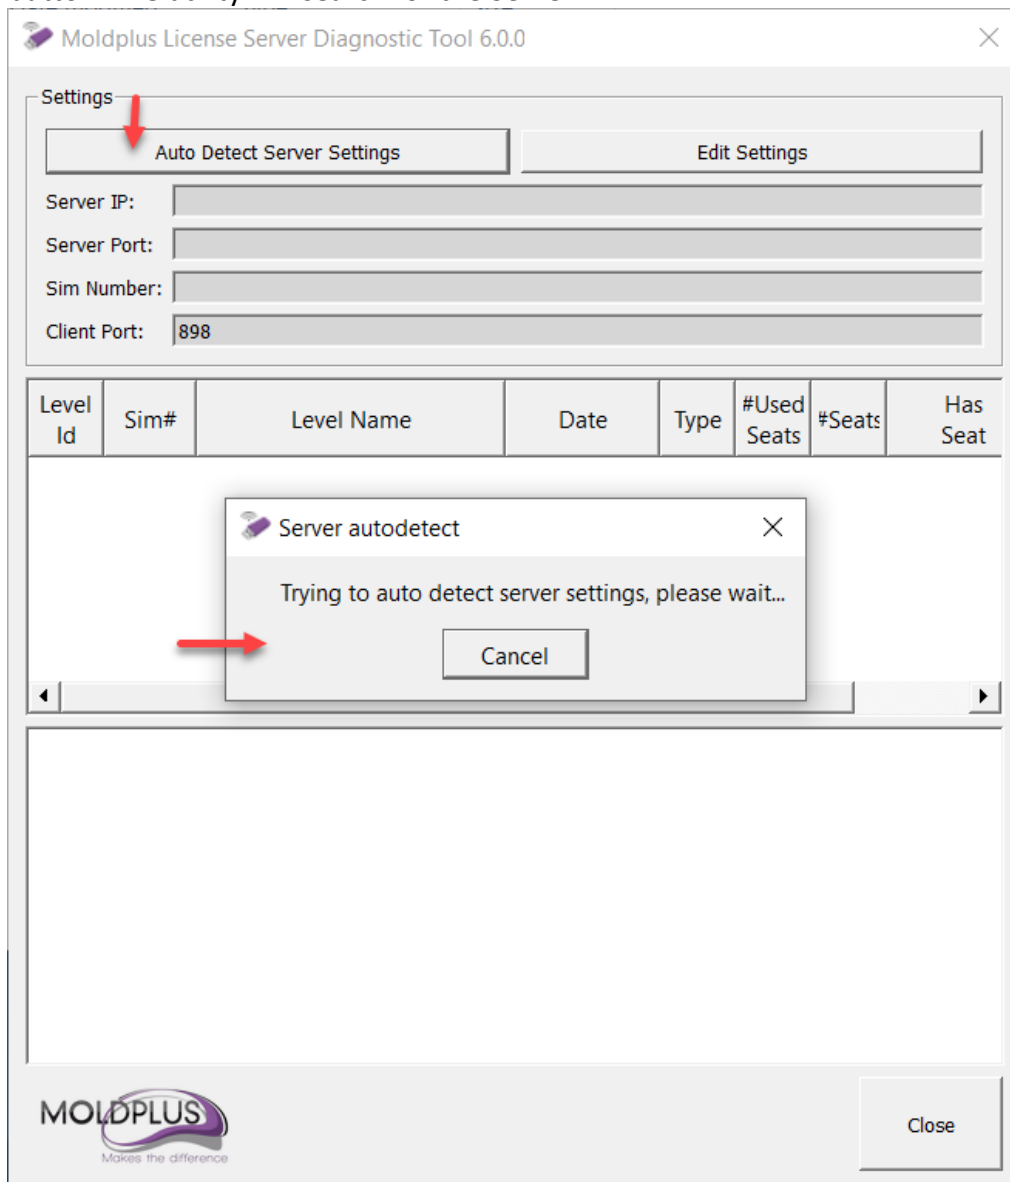 Moldplus License Server Diagnostic Tool 6.0.0
Settings
Auto Detect Server Settings
Edit Settings
Server IP:
Server Port:
Sim Number:
Client Port: 898
Level Id
Sim#
Level Name
Date
Type
#Used Seats
#Seats
Has Seat
Server autodetect
Trying to auto detect server settings, please wait...
Cancel
MOLDPLUS
Makes the difference
Close